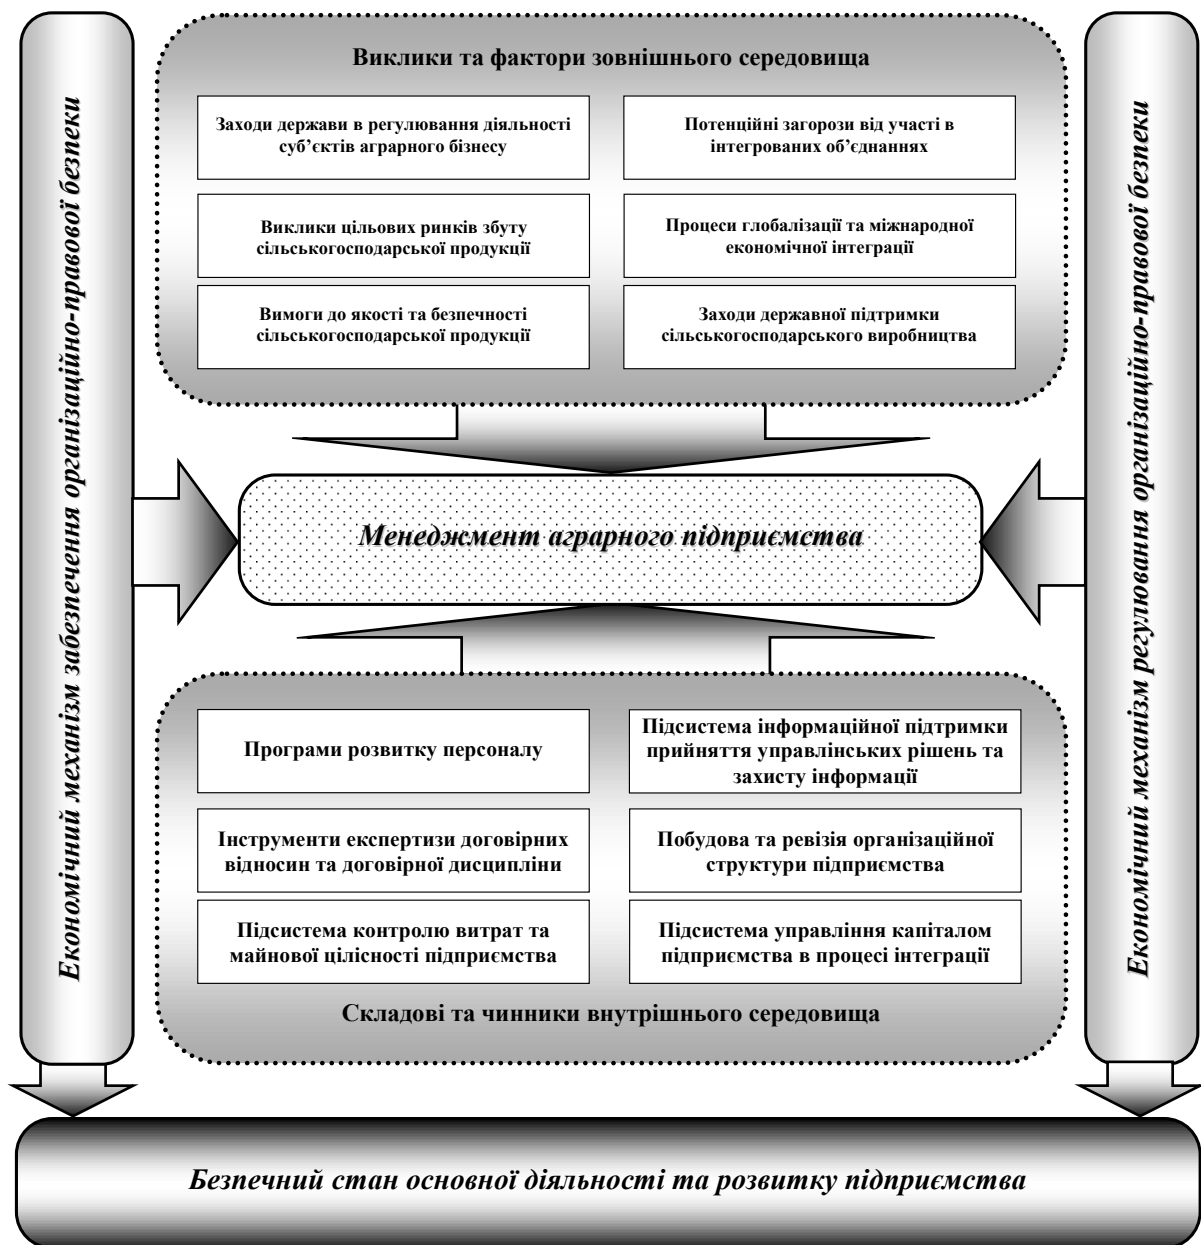 Економічний механізм забезпечення організаційно-правової безпеки
Виклики та фактори зовнішнього середовища
Заходи держави в регулювання діяльності
суб’єктів аграрного бізнесу
Потенційні загрози від участі в
інтегрованих об’єднаннях
Виклики цільових ринків збуту
сільськогосподарської продукції
Процеси глобалізації та міжнародної
економічної інтеграції
Вимоги до якості та безпечності
сільськогосподарської продукції
Заходи державної підтримки
сільськогосподарського виробництва
Менеджмент аграрного підприємства
Програми розвитку персоналу
Підсистема інформаційної підтримки
прийняття управлінських рішень та
захисту інформації
Інструменти експертизи договірних
відносин та договірної дисципліни
Побудова та ревізія організаційної
структури підприємства
Підсистема контролю витрат та
майнової цілісності підприємства
Підсистема управління капіталом
підприємства в процесі інтеграції
Складові та чинники внутрішнього середовища
Економічний механізм регулювання організаційно-правової безпеки
Безпечний стан основної діяльності та розвитку підприємства